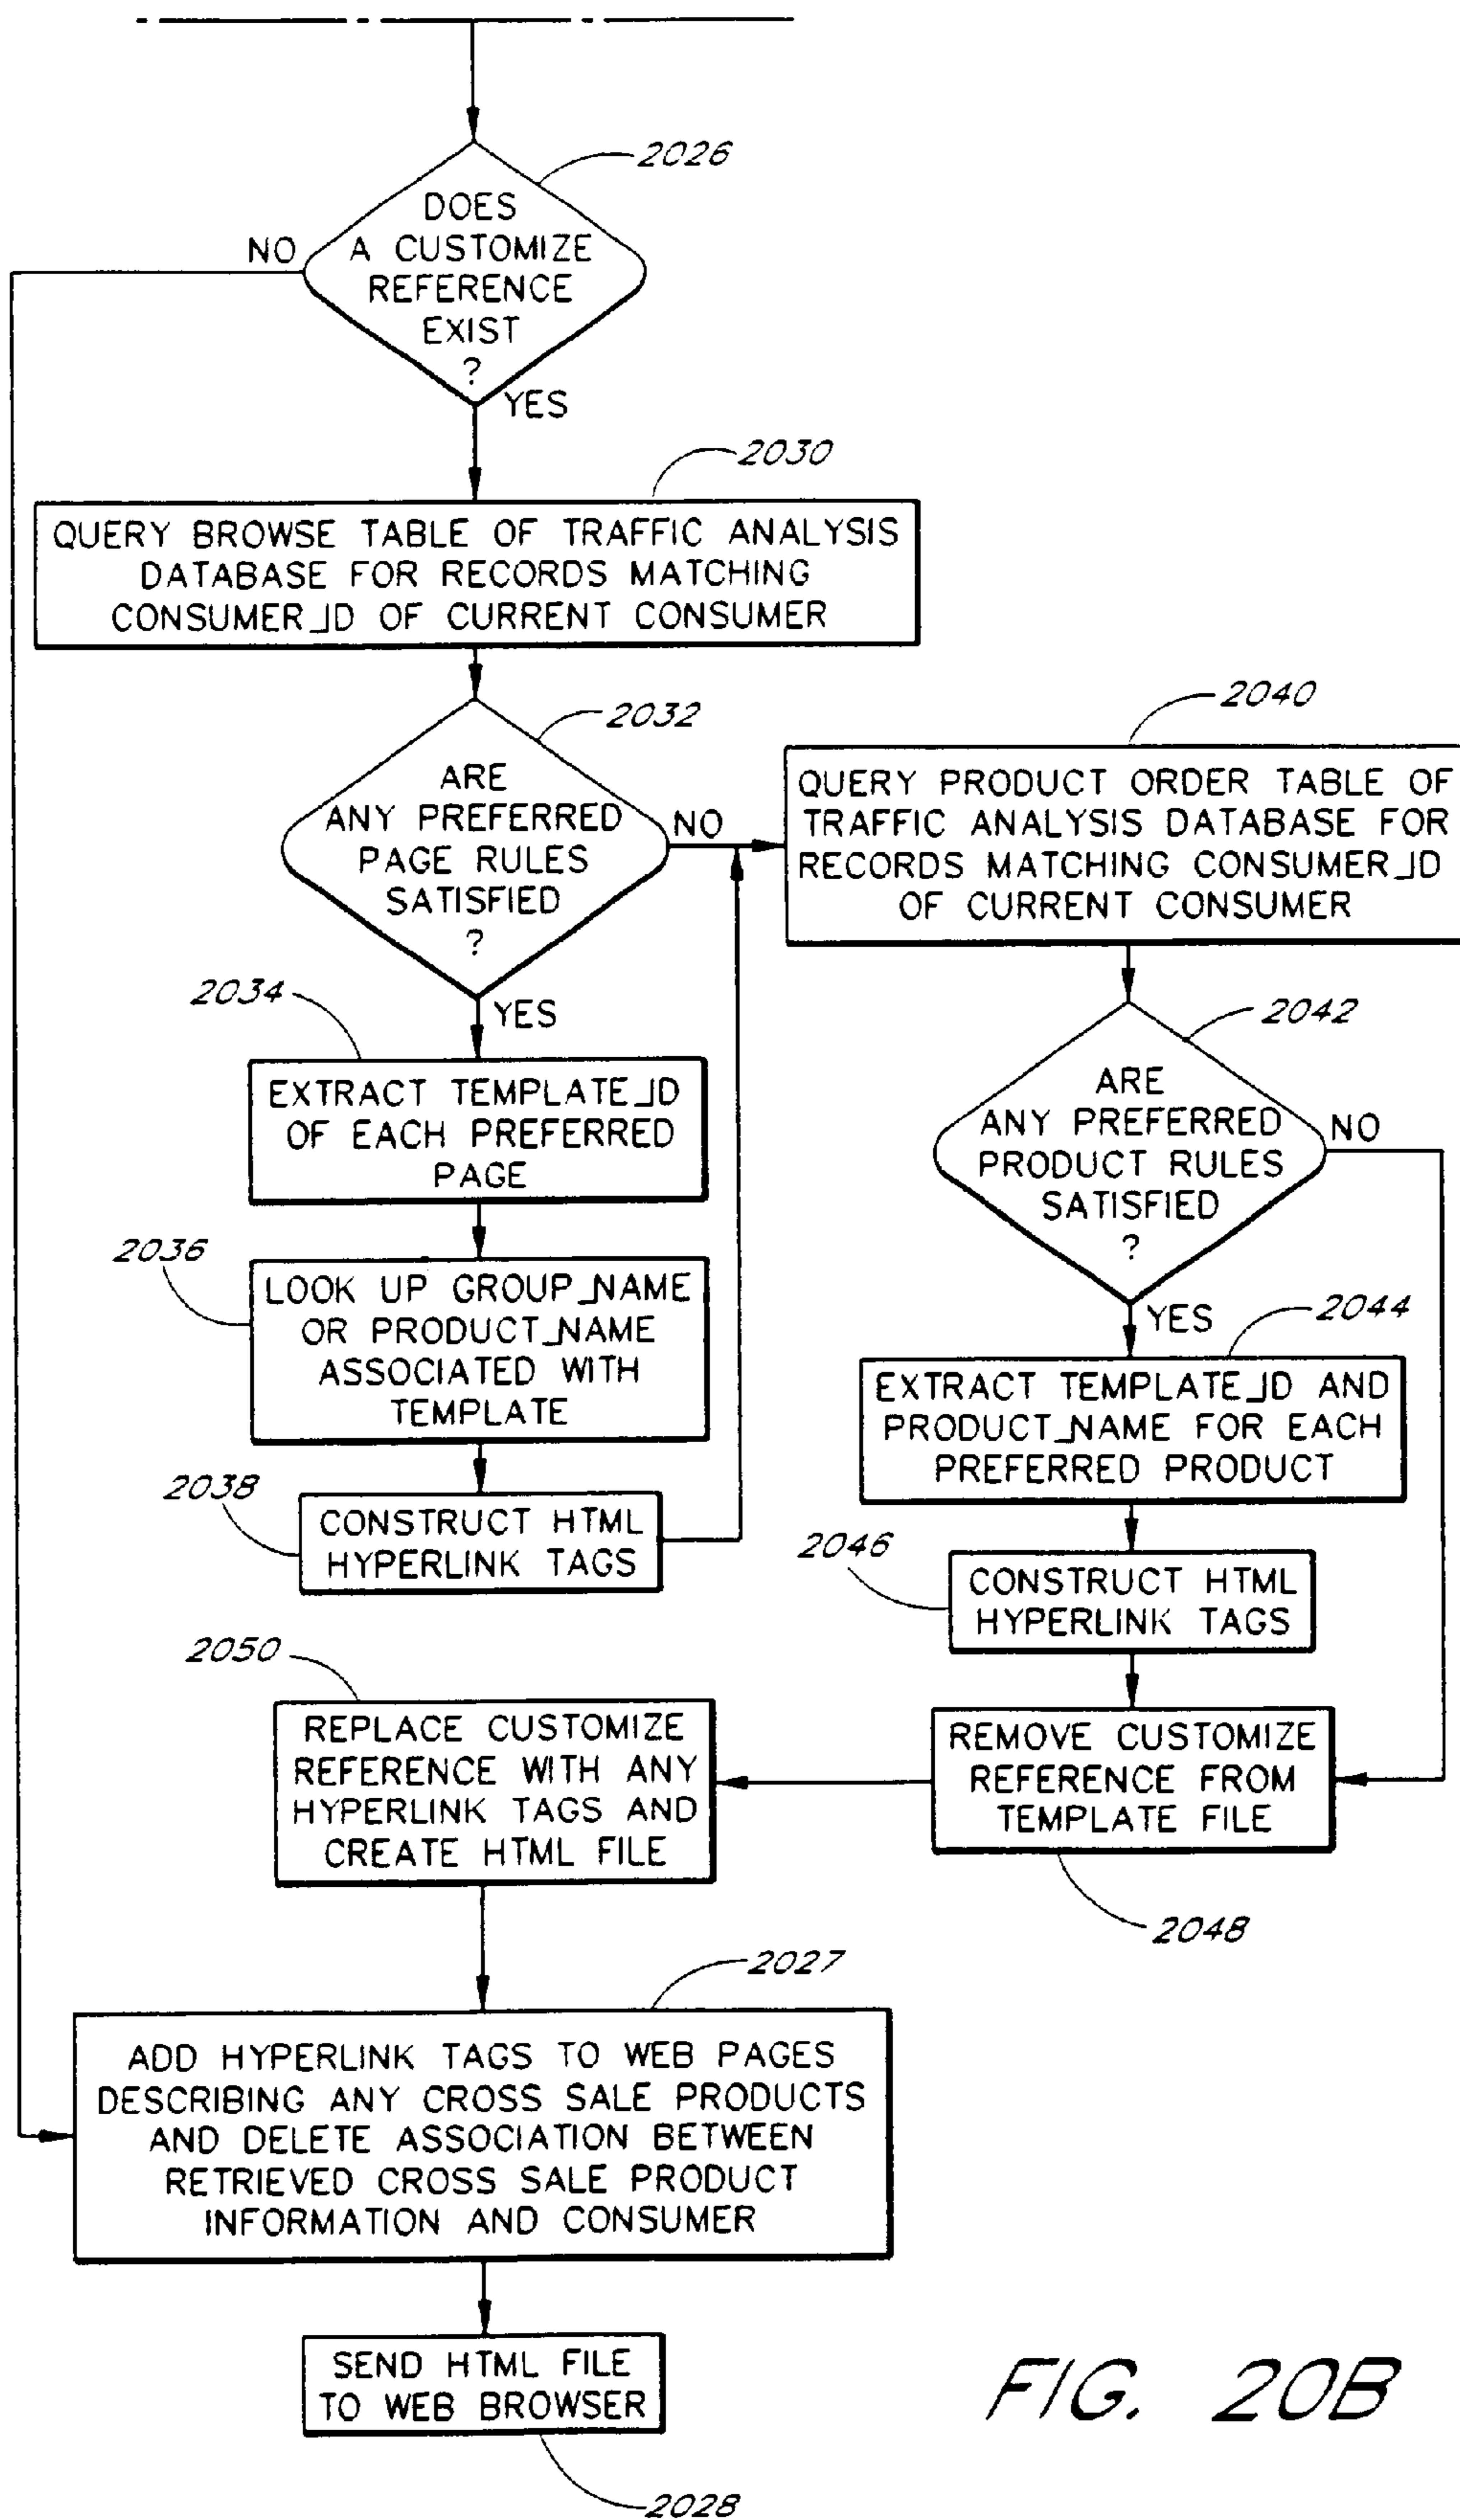 2026
DOES
A CUSTOMIZE
REFERENCE
EXIST
?
NO
YES
2030
QUERY BROWSE TABLE OF TRAFFIC ANALYSIS
DATABASE FOR RECORDS MATCHING
CONSUMER_ID OF CURRENT CONSUMER
2032
ARE
ANY PREFERRED
PAGE RULES
SATISFIED
?
NO
YES
2034
EXTRACT TEMPLATE_ID
OF EACH PREFERRED
PAGE
2036
LOOK UP GROUP_NAME
OR PRODUCT_NAME
ASSOCIATED WITH
TEMPLATE
2038
CONSTRUCT HTML
HYPERLINK TAGS
2040
QUERY PRODUCT ORDER TABLE OF
TRAFFIC ANALYSIS DATABASE FOR
RECORDS MATCHING CONSUMER_ID
OF CURRENT CONSUMER
2042
ARE
ANY PREFERRED
PRODUCT RULES
SATISFIED
?
NO
YES
2044
EXTRACT TEMPLATE_ID AND
PRODUCT_NAME FOR EACH
PREFERRED PRODUCT
2046
CONSTRUCT HTML
HYPERLINK TAGS
REMOVE CUSTOMIZE
REFERENCE FROM
TEMPLATE FILE
2048
2050
REPLACE CUSTOMIZE
REFERENCE WITH ANY
HYPERLINK TAGS AND
CREATE HTML FILE
2027
ADD HYPERLINK TAGS TO WEB PAGES
DESCRIBING ANY CROSS SALE PRODUCTS
AND DELETE ASSOCIATION BETWEEN
RETRIEVED CROSS SALE PRODUCT
INFORMATION AND CONSUMER
SEND HTML FILE
TO WEB BROWSER
2028
FIG. 20B